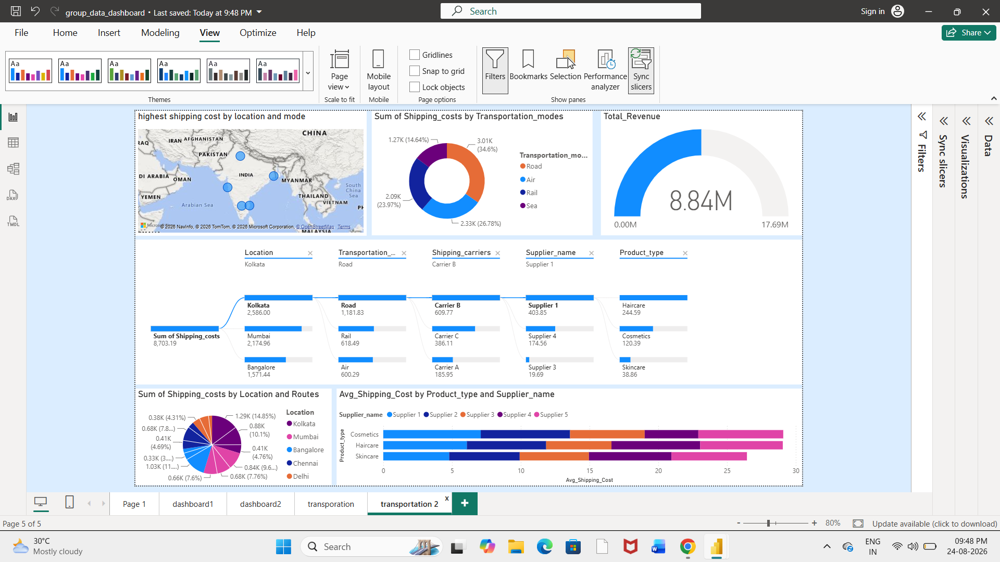 group_data_dashboard • Last saved: Today at 9:48 PM
Search
Sign in
File
Home
Insert
Modeling
View
Optimize
Help
Share
Aa
Aa
Aa
Aa
Aa
Aa
Page view
Mobile layout
Gridlines
Snap to grid
Lock objects
Filters
Bookmarks
Selection
Performance analyzer
Sync slicers
Themes
Scale to fit
Mobile
Page options
Show panes
highest shipping cost by location and mode
CHINA
IRAN
AFGHANISTAN
PAKISTAN
INDIA
OMAN
MYANMAR
YEMEN
THAILAND
VIETNAM
South China Sea
Arabian Sea
MALAYSIA
© 2026 NavInfo, © 2026 TomTom, © 2026 Microsoft Corporation, © OpenStreetMap Terms
Sum of Shipping_costs by Transportation_modes
1.27K (14.64%)
3.01K
(34.6%)
2.09K
(23.97%)
2.33K (26.78%)
Transportation_mo...
Road
Air
Rail
Sea
Total_Revenue
8.84M
0.00M
17.69M
Filters
Sync slicers
Visualizations
Data
Location
Kolkata
Transportation_...
Road
Shipping_carriers
Carrier B
Supplier_name
Supplier 1
Product_type
Sum of Shipping_costs
8,703.19
Kolkata
2,586.00
Mumbai
2,174.96
Bangalore
1,571.44
Road
1,181.83
Rail
618.49
Air
600.29
Carrier B
609.77
Carrier C
386.11
Carrier A
185.95
Supplier 1
403.85
Supplier 4
174.56
Supplier 3
19.69
Haircare
244.59
Cosmetics
120.39
Skincare
38.86
Sum of Shipping_costs by Location and Routes
0.38K (4.31%)
0.68K (7.8...)
0.41K
(4.69%)
0.33K (3....)
1.03K (11....)
0.66K (7.6%)
1.29K (14.85%)
0.88K
(10.1%)
0.41K
(4.76%)
0.84K (9.6...)
0.68K (7.76%)
Location
Kolkata
Mumbai
Bangalore
Chennai
Delhi
Avg_Shipping_Cost by Product_type and Supplier_name
Supplier_name Supplier 1 Supplier 2 Supplier 3 Supplier 4 Supplier 5
Product_type
Cosmetics
Haircare
Skincare
0 5 10 15 20 25 30
Avg_Shipping_Cost
DAX
TMDL
Page 1
dashboard1
dashboard2
transporation
transportation 2
x
Page 5 of 5
80%
Update available (click to download)
30°C
Mostly cloudy
Search
ENG
IN
09:48 PM
24-08-2026